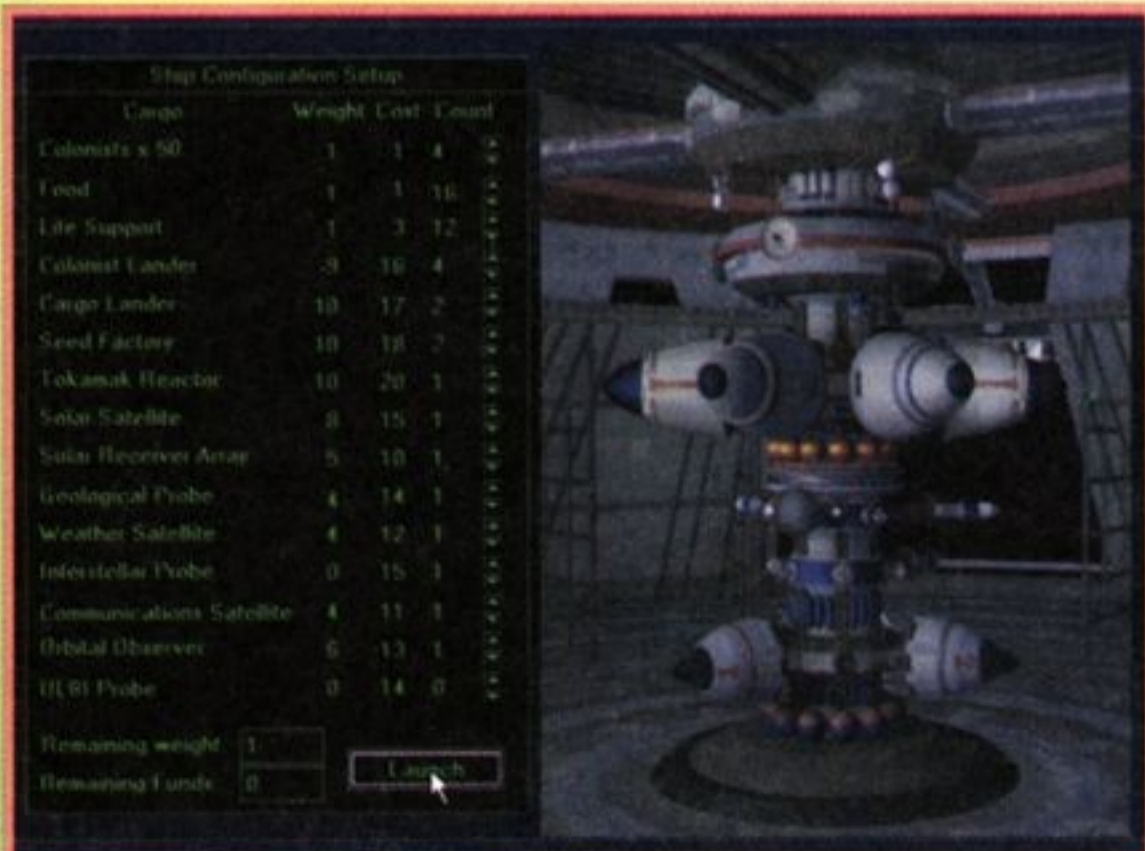 Ship Configuration Setup
Cargo Weight Cost Count
Colonists x 50 1 1 4
Food 1 1 16
Life Support 1 3 12
Colonist Lander 9 16 4
Cargo Lander 10 17 2
Seed Factory 10 18 2
Tokamak Reactor 10 20 1
Solar Satellite 8 15 1
Solar Receiver Array 5 10 1
Geological Probe 4 14 1
Weather Satellite 4 12 1
Interstellar Probe 0 15 1
Communications Satellite 4 11 1
Orbital Observer 6 13 1
Probe 0 14 0
Remaining weight 1
Remaining Funds 0
Launch